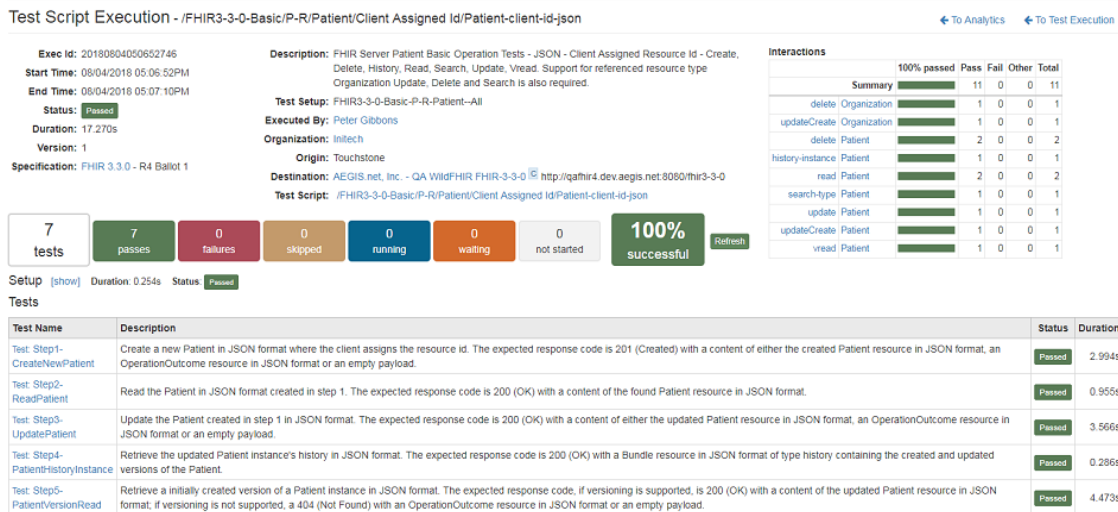 Test Script Execution - /FHIR3-3-0-Basic/P-R/Patient/Client Assigned Id/Patient-client-id-json
To Analytics
To Test Execution
Exec Id: 20180804050652746
Start Time: 08/04/2018 05:06:52PM
End Time: 08/04/2018 05:07:10PM
Status: Passed
Duration: 17.270s
Version: 1
Specification: FHIR 3.3.0 - R4 Ballot 1
Description: FHIR Server Patient Basic Operation Tests - JSON - Client Assigned Resource Id - Create,
Delete, History, Read, Search, Update, Vread. Support for referenced resource type
Organization Update, Delete and Search is also required.
Test Setup: FHIR3-3-0-Basic-P-R-Patient--All
Executed By: Peter Gibbons
Organization: Initech
Origin: Touchstone
Destination: AEGIS.net, Inc. - QA WildFHIR FHIR-3-3-0 C http://qafhir4.dev.aegis.net:8080/fhir3-3-0
Test Script: /FHIR3-3-0-Basic/P-R/Patient/Client Assigned Id/Patient-client-id-json
Interactions
100% passed Pass Fail Other Total
Summary 11 0 0 11
delete Organization 1 0 0 1
updateCreate Organization 1 0 0 1
delete Patient 2 0 0 2
history-instance Patient 1 0 0 1
read Patient 2 0 0 2
search-type Patient 1 0 0 1
update Patient 1 0 0 1
updateCreate Patient 1 0 0 1
vread Patient 1 0 0 1
7 tests
7 passes
0 failures
0 skipped
0 running
0 waiting
0 not started
100% successful
Refresh
Setup [show] Duration: 0.254s Status: Passed
Tests
Test Name Description Status Duration
Test: Step1-
CreateNewPatient
Create a new Patient in JSON format where the client assigns the resource id. The expected response code is 201 (Created) with a content of either the created Patient resource in JSON format, an
OperationOutcome resource in JSON format or an empty payload.
Passed 2.994s
Test: Step2-
ReadPatient
Read the Patient in JSON format created in step 1. The expected response code is 200 (OK) with a content of the found Patient resource in JSON format.
Passed 0.955s
Test: Step3-
UpdatePatient
Update the Patient created in step 1 in JSON format. The expected response code is 200 (OK) with a content of either the updated Patient resource in JSON format, an OperationOutcome resource in
JSON format or an empty payload.
Passed 3.566s
Test: Step4-
PatientHistoryInstance
Retrieve the updated Patient instance's history in JSON format. The expected response code is 200 (OK) with a Bundle resource in JSON format of type history containing the created and updated
versions of the Patient.
Passed 0.286s
Test: Step5-
PatientVersionRead
Retrieve a initially created version of a Patient instance in JSON format. The expected response code, if versioning is supported, is 200 (OK) with a content of the updated Patient resource in JSON
format; if versioning is not supported, a 404 (Not Found) with an OperationOutcome resource in JSON format or an empty payload.
Passed 4.473s